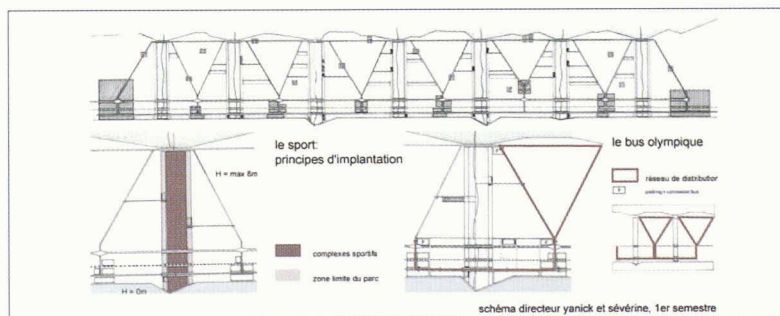 le sport:
principes d'implantation
H = max 6m
complexes sportifs
zone limite du parc
H = 0m
le bus olympique
réseau de distribution
P
schéma directeur yanick et sévérine, 1er semestre